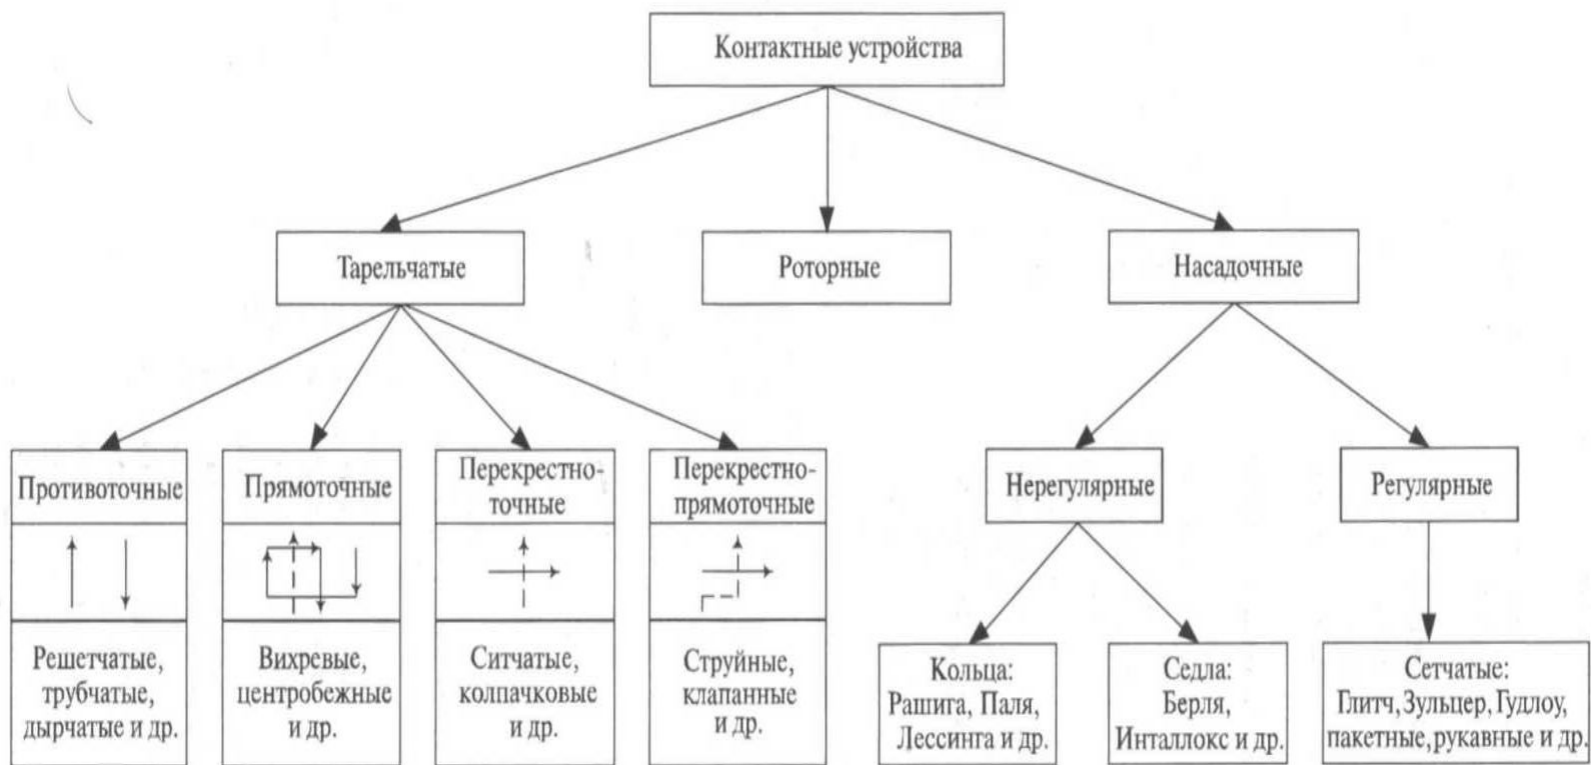 Контактные устройства
Тарельчатые
Роторные
Насадочные
Противоточные
Прямоточные
Перекрестно-
точные
Перекрестно-
прямоточные
Нерегулярные
Регулярные
Решетчатые,
трубчатые,
дырчатые и др.
Вихревые,
центробежные
и др.
Ситчатые,
колпачковые
и др.
Струйные,
клапанные
и др.
Кольца:
Рашига, Паля,
Лессинга и др.
Седла:
Берля,
Инталлокс и др.
Сетчатые:
Глитч, Зульцер, Гудлоу,
пакетные, рукавные и др.